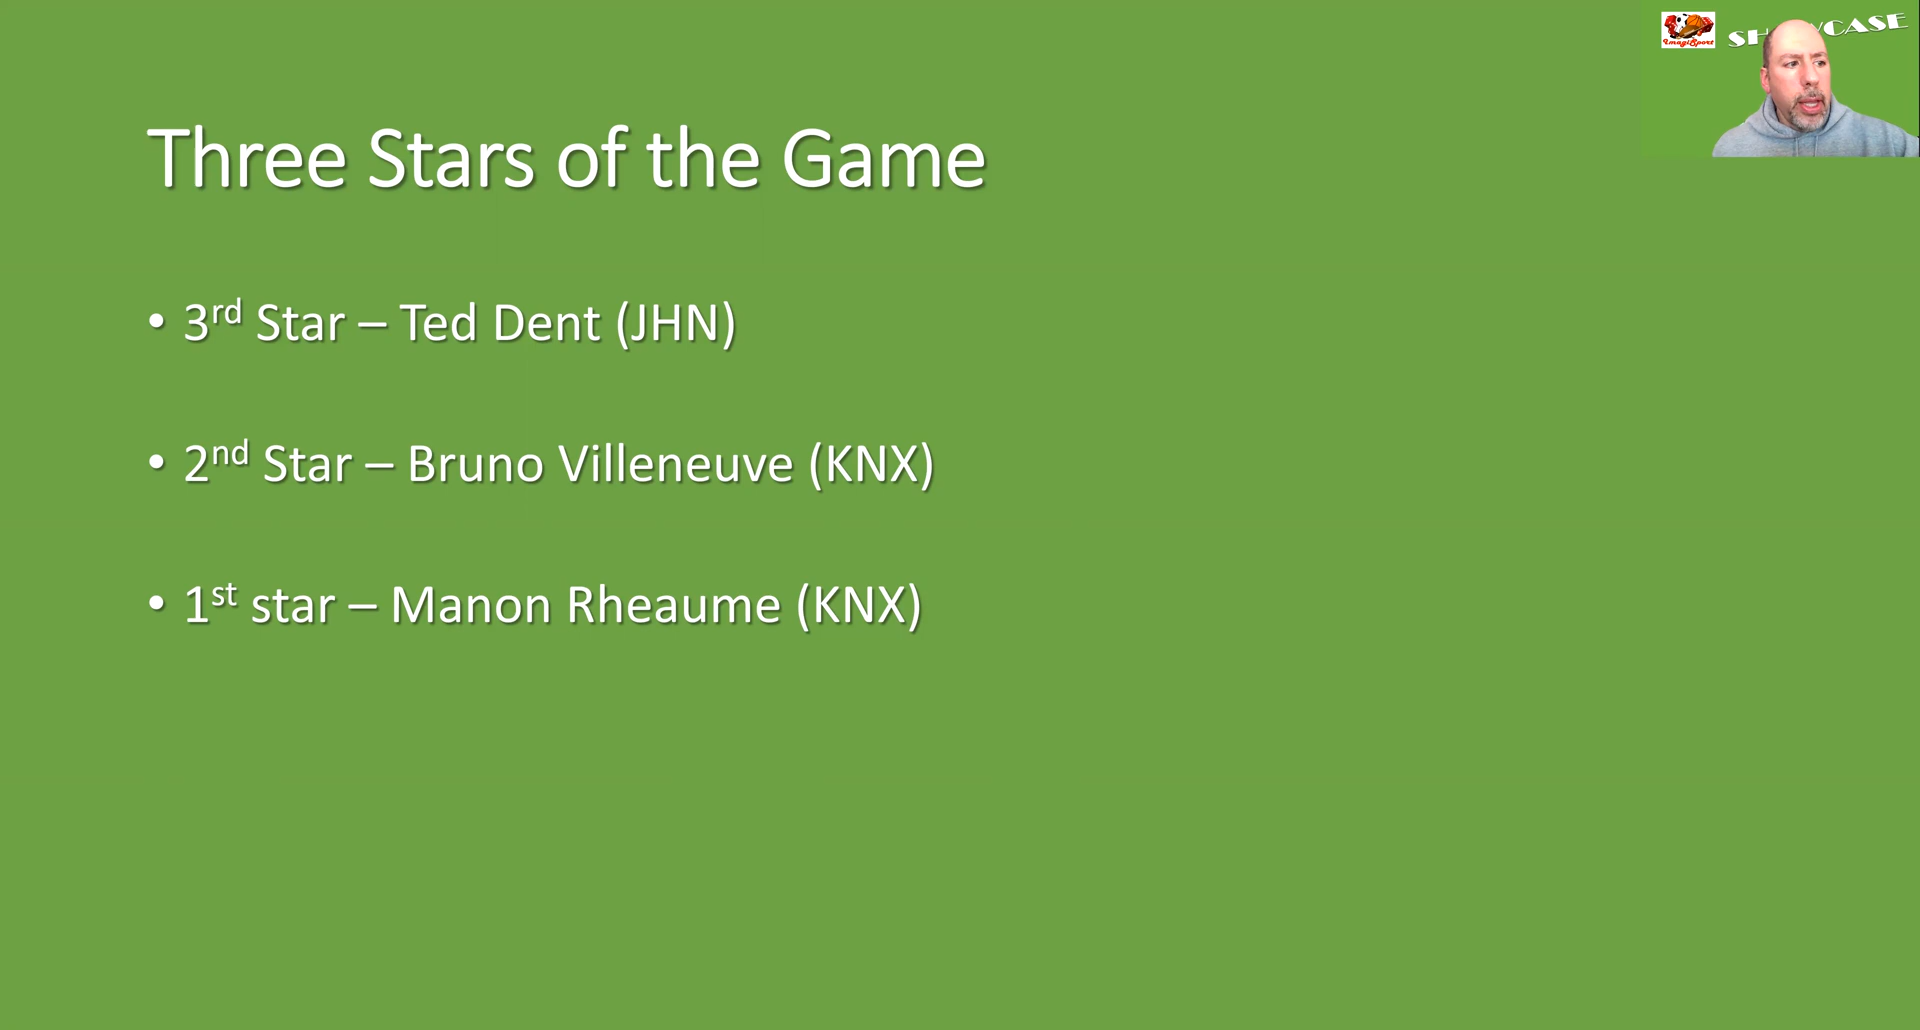 ImagiSport
Three Stars of the Game
• 3rd Star – Ted Dent (JHN)
• 2nd Star – Bruno Villeneuve (KNX)
• 1st star – Manon Rheaume (KNX)